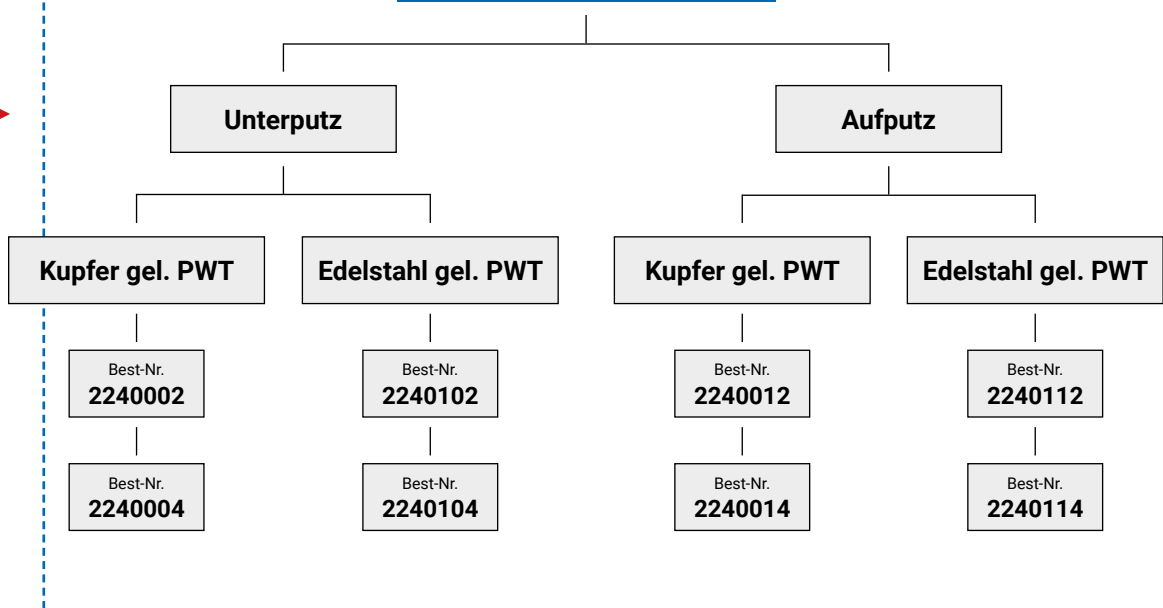 Unterputz
Aufputz
Kupfer gel. PWT
Edelstahl gel. PWT
Kupfer gel. PWT
Edelstahl gel. PWT
Best-Nr.
2240002
Best-Nr.
2240102
Best-Nr.
2240012
Best-Nr.
2240112
Best-Nr.
2240004
Best-Nr.
2240104
Best-Nr.
2240014
Best-Nr.
2240114